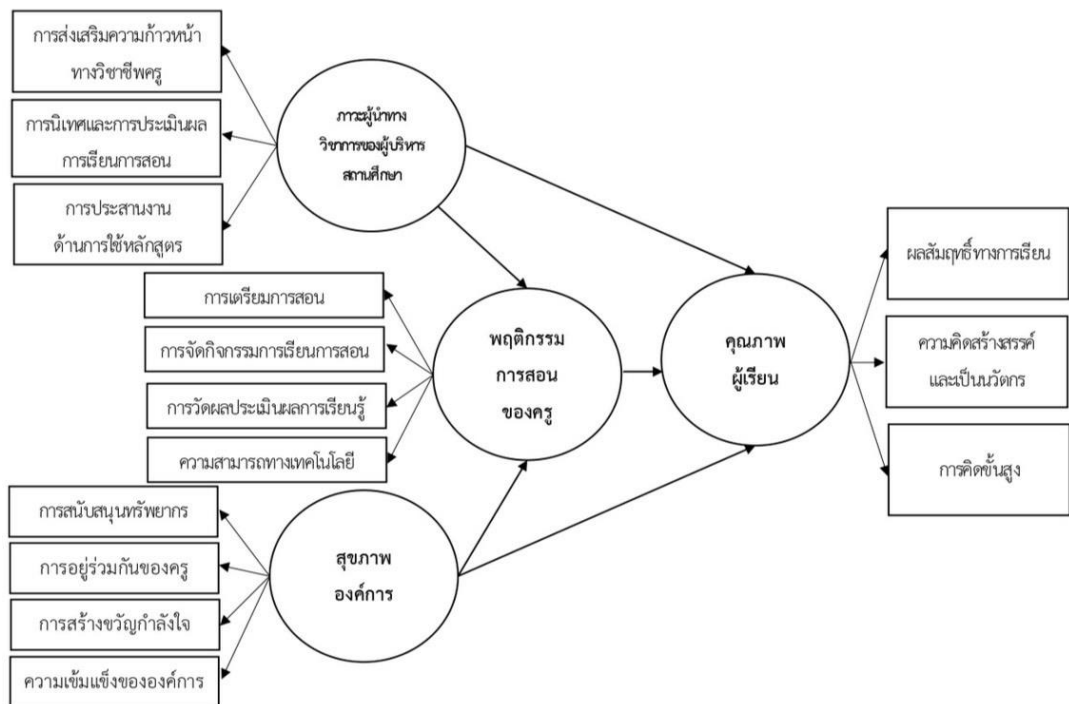 การส่งเสริมความก้าวหน้า
ทางวิชาชีพครู
การนิเทศและการประเมินผล
การเรียนการสอน
การประสานงาน
ด้านการใช้หลักสูตร
ภาวะผู้นำทาง
วิชาการของผู้บริหาร
สถานศึกษา
การเตรียมการสอน
การจัดกิจกรรมการเรียนการสอน
การวัดผลประเมินผลการเรียนรู้
ความสามารถทางเทคโนโลยี
พฤติกรรม
การสอน
ของครู
คุณภาพ
ผู้เรียน
ผลสัมฤทธิ์ทางการเรียน
ความคิดสร้างสรรค์
และเป็นนวัตกร
การคิดขั้นสูง
การสนับสนุนทรัพยากร
การอยู่ร่วมกันของครู
การสร้างขวัญกำลังใจ
ความเข้มแข็งขององค์การ
สุขภาพ
องค์การ